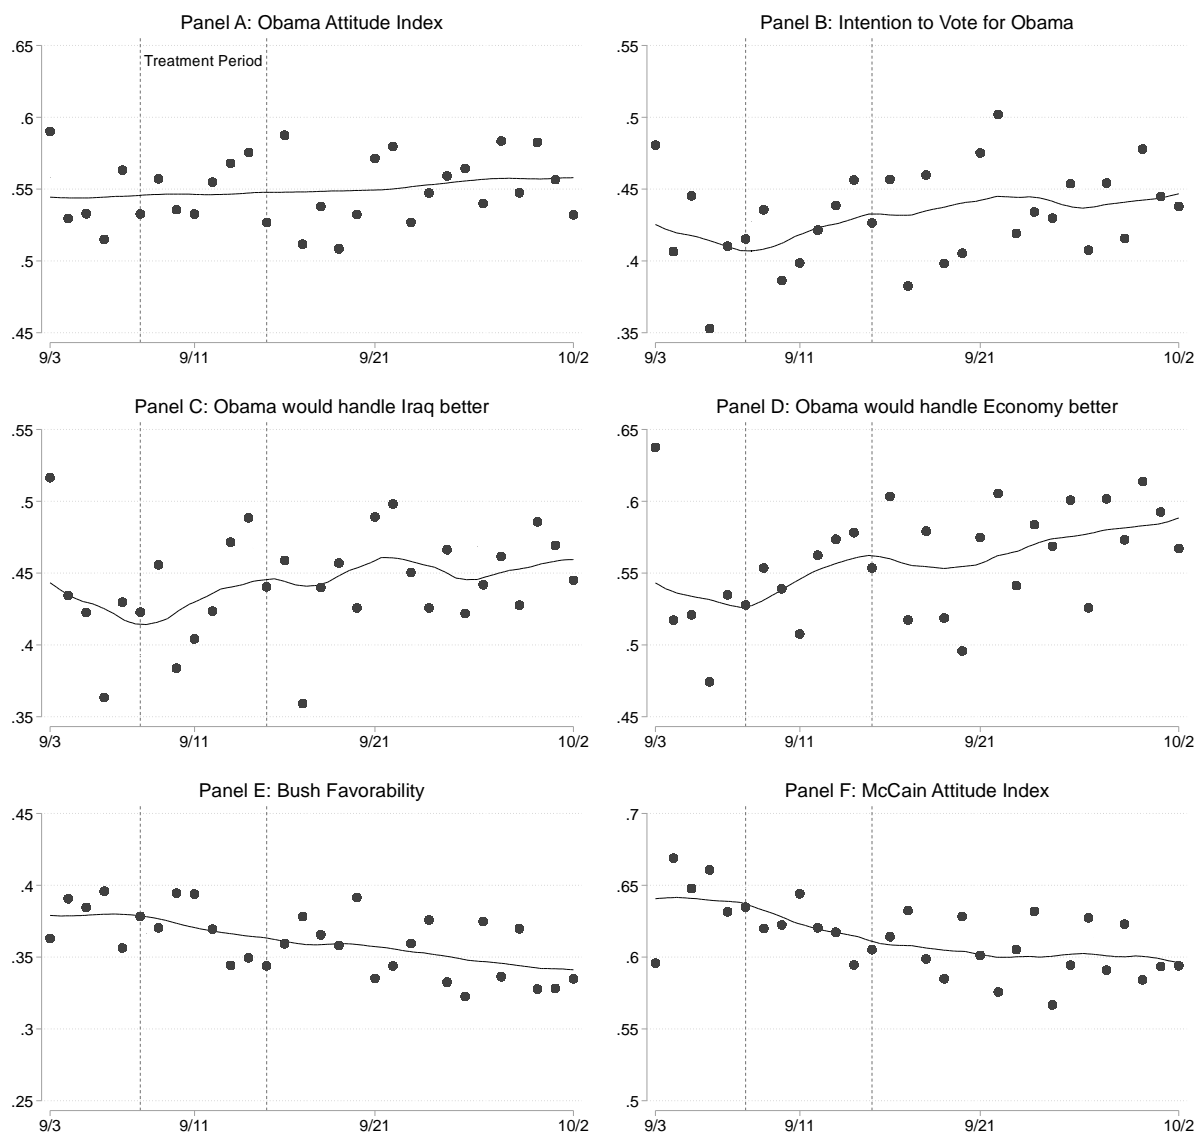 Panel A: Obama Attitude Index
.65
Treatment Period
.6
.55
.5
.45
9/3 9/11 9/21 10/2
Panel B: Intention to Vote for Obama
.55
.5
.45
.4
.35
9/3 9/11 9/21 10/2
Panel C: Obama would handle Iraq better
.55
.5
.45
.4
.35
9/3 9/11 9/21 10/2
Panel D: Obama would handle Economy better
.65
.6
.55
.5
.45
9/3 9/11 9/21 10/2
Panel E: Bush Favorability
.45
.4
.35
.3
.25
9/3 9/11 9/21 10/2
Panel F: McCain Attitude Index
.7
.65
.6
.55
.5
9/3 9/11 9/21 10/2